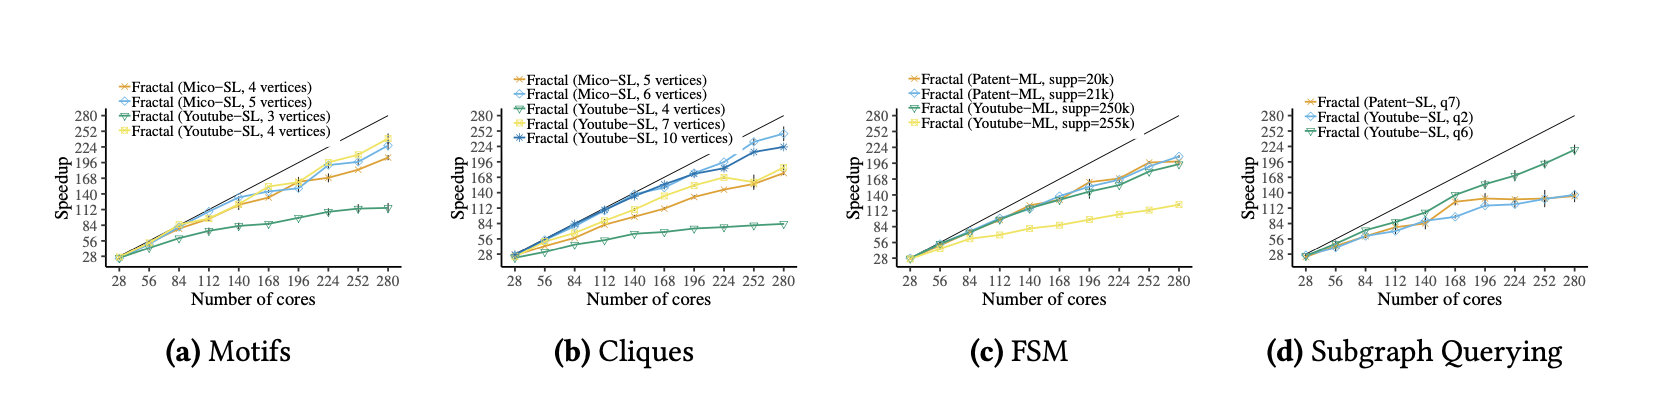 Fractal (Mico−SL, 4 vertices)
Fractal (Mico−SL, 5 vertices)
Fractal (Youtube−SL, 3 vertices)
Fractal (Youtube−SL, 4 vertices)
280
252
224
196
168
140
112
84
56
28
Speedup
28 56 84 112 140 168 196 224 252 280
Number of cores
(a) Motifs
Fractal (Mico−SL, 5 vertices)
Fractal (Mico−SL, 6 vertices)
Fractal (Youtube−SL, 4 vertices)
Fractal (Youtube−SL, 7 vertices)
Fractal (Youtube−SL, 10 vertices)
280
252
224
196
168
140
112
84
56
28
Speedup
28 56 84 112 140 168 196 224 252 280
Number of cores
(b) Cliques
Fractal (Patent−ML, supp=20k)
Fractal (Patent−ML, supp=21k)
Fractal (Youtube−ML, supp=250k)
Fractal (Youtube−ML, supp=255k)
280
252
224
196
168
140
112
84
56
28
Speedup
28 56 84 112 140 168 196 224 252 280
Number of cores
(c) FSM
Fractal (Patent−SL, q7)
Fractal (Youtube−SL, q2)
Fractal (Youtube−SL, q6)
280
252
224
196
168
140
112
84
56
28
Speedup
28 56 84 112 140 168 196 224 252 280
Number of cores
(d) Subgraph Querying